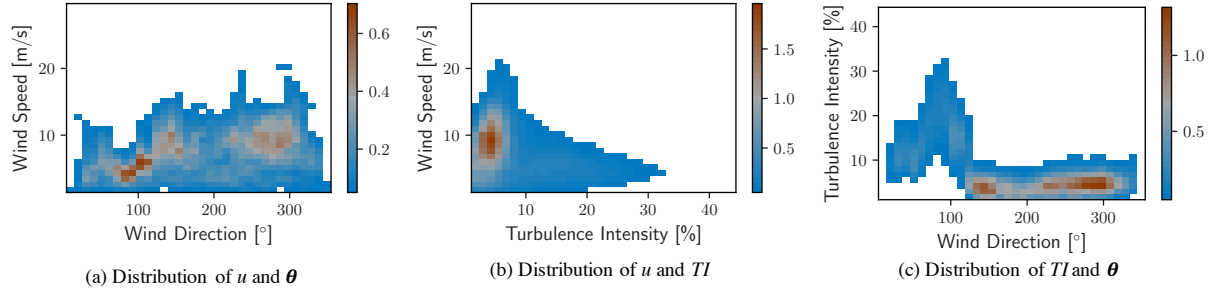 Wind Speed [m/s]
20
10
100
200
300
Wind Direction [°]
0.6
0.4
0.2
(a) Distribution of u and θ
Wind Speed [m/s]
20
10
10
20
30
40
Turbulence Intensity [%]
1.5
1.0
0.5
(b) Distribution of u and TI
Turbulence Intensity [%]
40
30
20
10
100
200
300
Wind Direction [°]
1.0
0.5
(c) Distribution of TI and θ